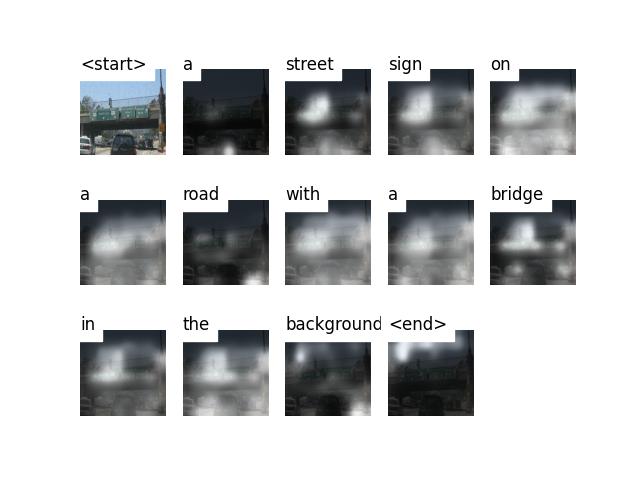 <start> a street sign on
a road with a bridge
in the background <end>